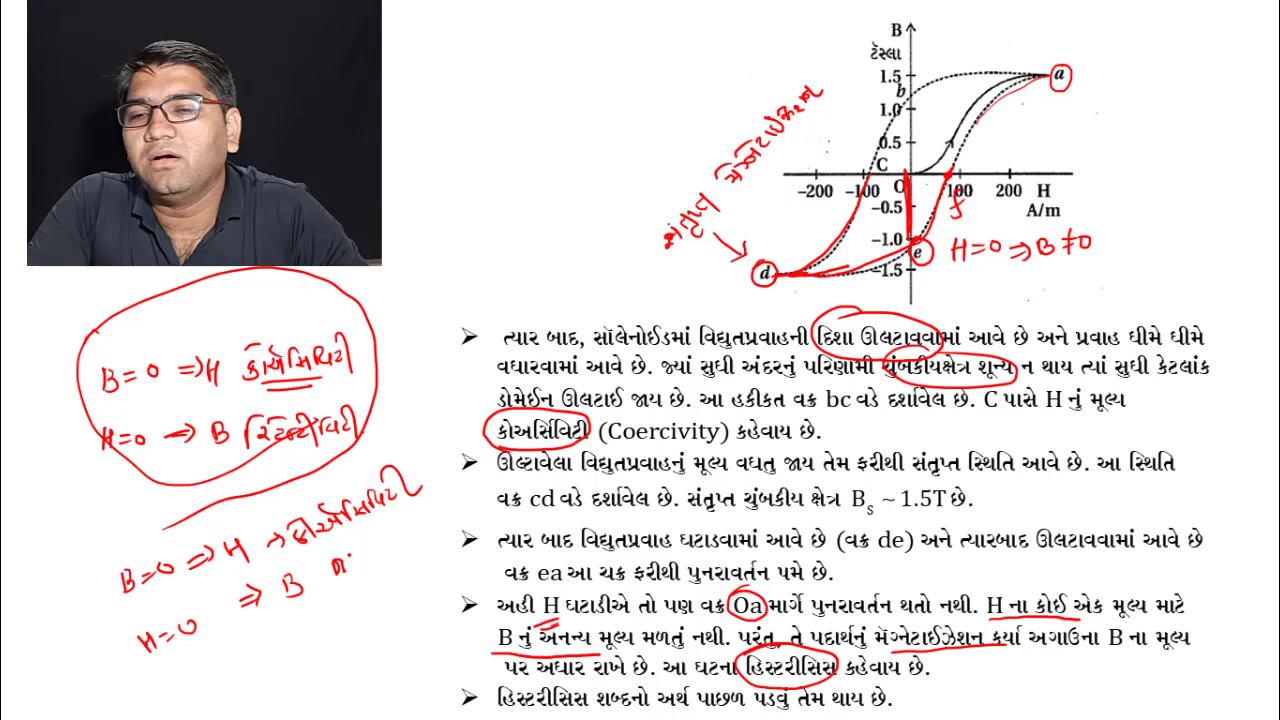 B
ટૅસ્લા
1.5
a
b
1.0
0.5
C
O
-200 -100 100 200 H
A/m
f
-0.5
-1.0
e
H=0 ⇒ B ≠ 0
-1.5
d
સંતૃપ્ત મેગ્નેટાઈઝેશન
ત્યાર બાદ, સૉલેનોઈડમાં વિદ્યુતપ્રવાહની દિશા ઊલટાવવામાં આવે છે અને પ્રવાહ ધીમે ધીમે
વધારવામાં આવે છે. જ્યાં સુધી અંદરનું પરિણામી ચુંબકીયક્ષેત્ર શૂન્ય ન થાય ત્યાં સુધી કેટલાંક
ડોમેઈન ઊલટાઈ જાય છે. આ હકીકત વક્ર bc વડે દર્શાવેલ છે. C પાસે H નું મૂલ્ય
કોઅર્સિવિટી (Coercivity) કહેવાય છે.
ઊલ્ટાવેલા વિદ્યુતપ્રવાહનું મૂલ્ય વધતુ જાય તેમ ફરીથી સંતૃપ્ત સ્થિતિ આવે છે. આ સ્થિતિ
વક્ર cd વડે દર્શાવેલ છે. સંતૃપ્ત ચુંબકીય ક્ષેત્ર Bs ~ 1.5T છે.
ત્યાર બાદ વિદ્યુતપ્રવાહ ઘટાડવામાં આવે છે (વક્ર de) અને ત્યારબાદ ઊલટાવવામાં આવે છે
વક્ર ea આ ચક્ર ફરીથી પુનરાવર્તન પમે છે.
અહી H ઘટાડીએ તો પણ વક્ર Oa માર્ગે પુનરાવર્તન થતો નથી. H ના કોઈ એક મૂલ્ય માટે
B નું અનન્ય મૂલ્ય મળતું નથી. પરંતુ, તે પદાર્થનું મૅગ્નેટાઈઝેશન કર્યા અગાઉના B ના મૂલ્ય
પર અધાર રાખે છે. આ ઘટના હિસ્ટરીસિસ કહેવાય છે.
હિસ્ટરીસિસ શબ્દનો અર્થ પાછળ પડવું તેમ થાય છે.
B=0 ⇒ H કોએર્સિવિટી
H=0 ⇒ B રિટેન્ટીવિટી
B=0 ⇒ H → કોએર્સિવિટી
H=0 ⇒ B